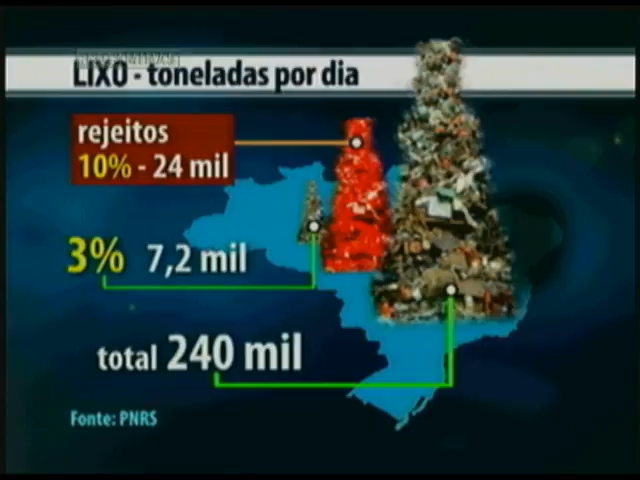 LIXO - toneladas por dia
rejeitos
10% - 24 mil
3% 7,2 mil
total 240 mil
Fonte: PNRS